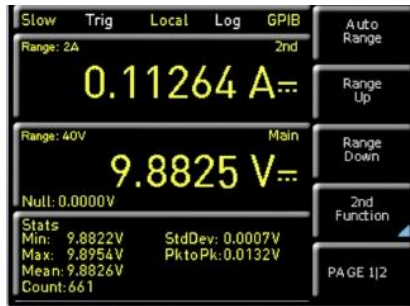 Slow Trig Local Log GPIB
Range: 2A 2nd
0.11264 A
Range: 40V Main
9.8825 V
Null: 0.0000V
Stats
Min: 9.8822V StdDev: 0.0007V
Max: 9.8954V PktoPk:0.0132V
Mean: 9.8826V
Count:661
Auto
Range
Range
Up
Range
Down
2nd
Function
PAGE 1|2